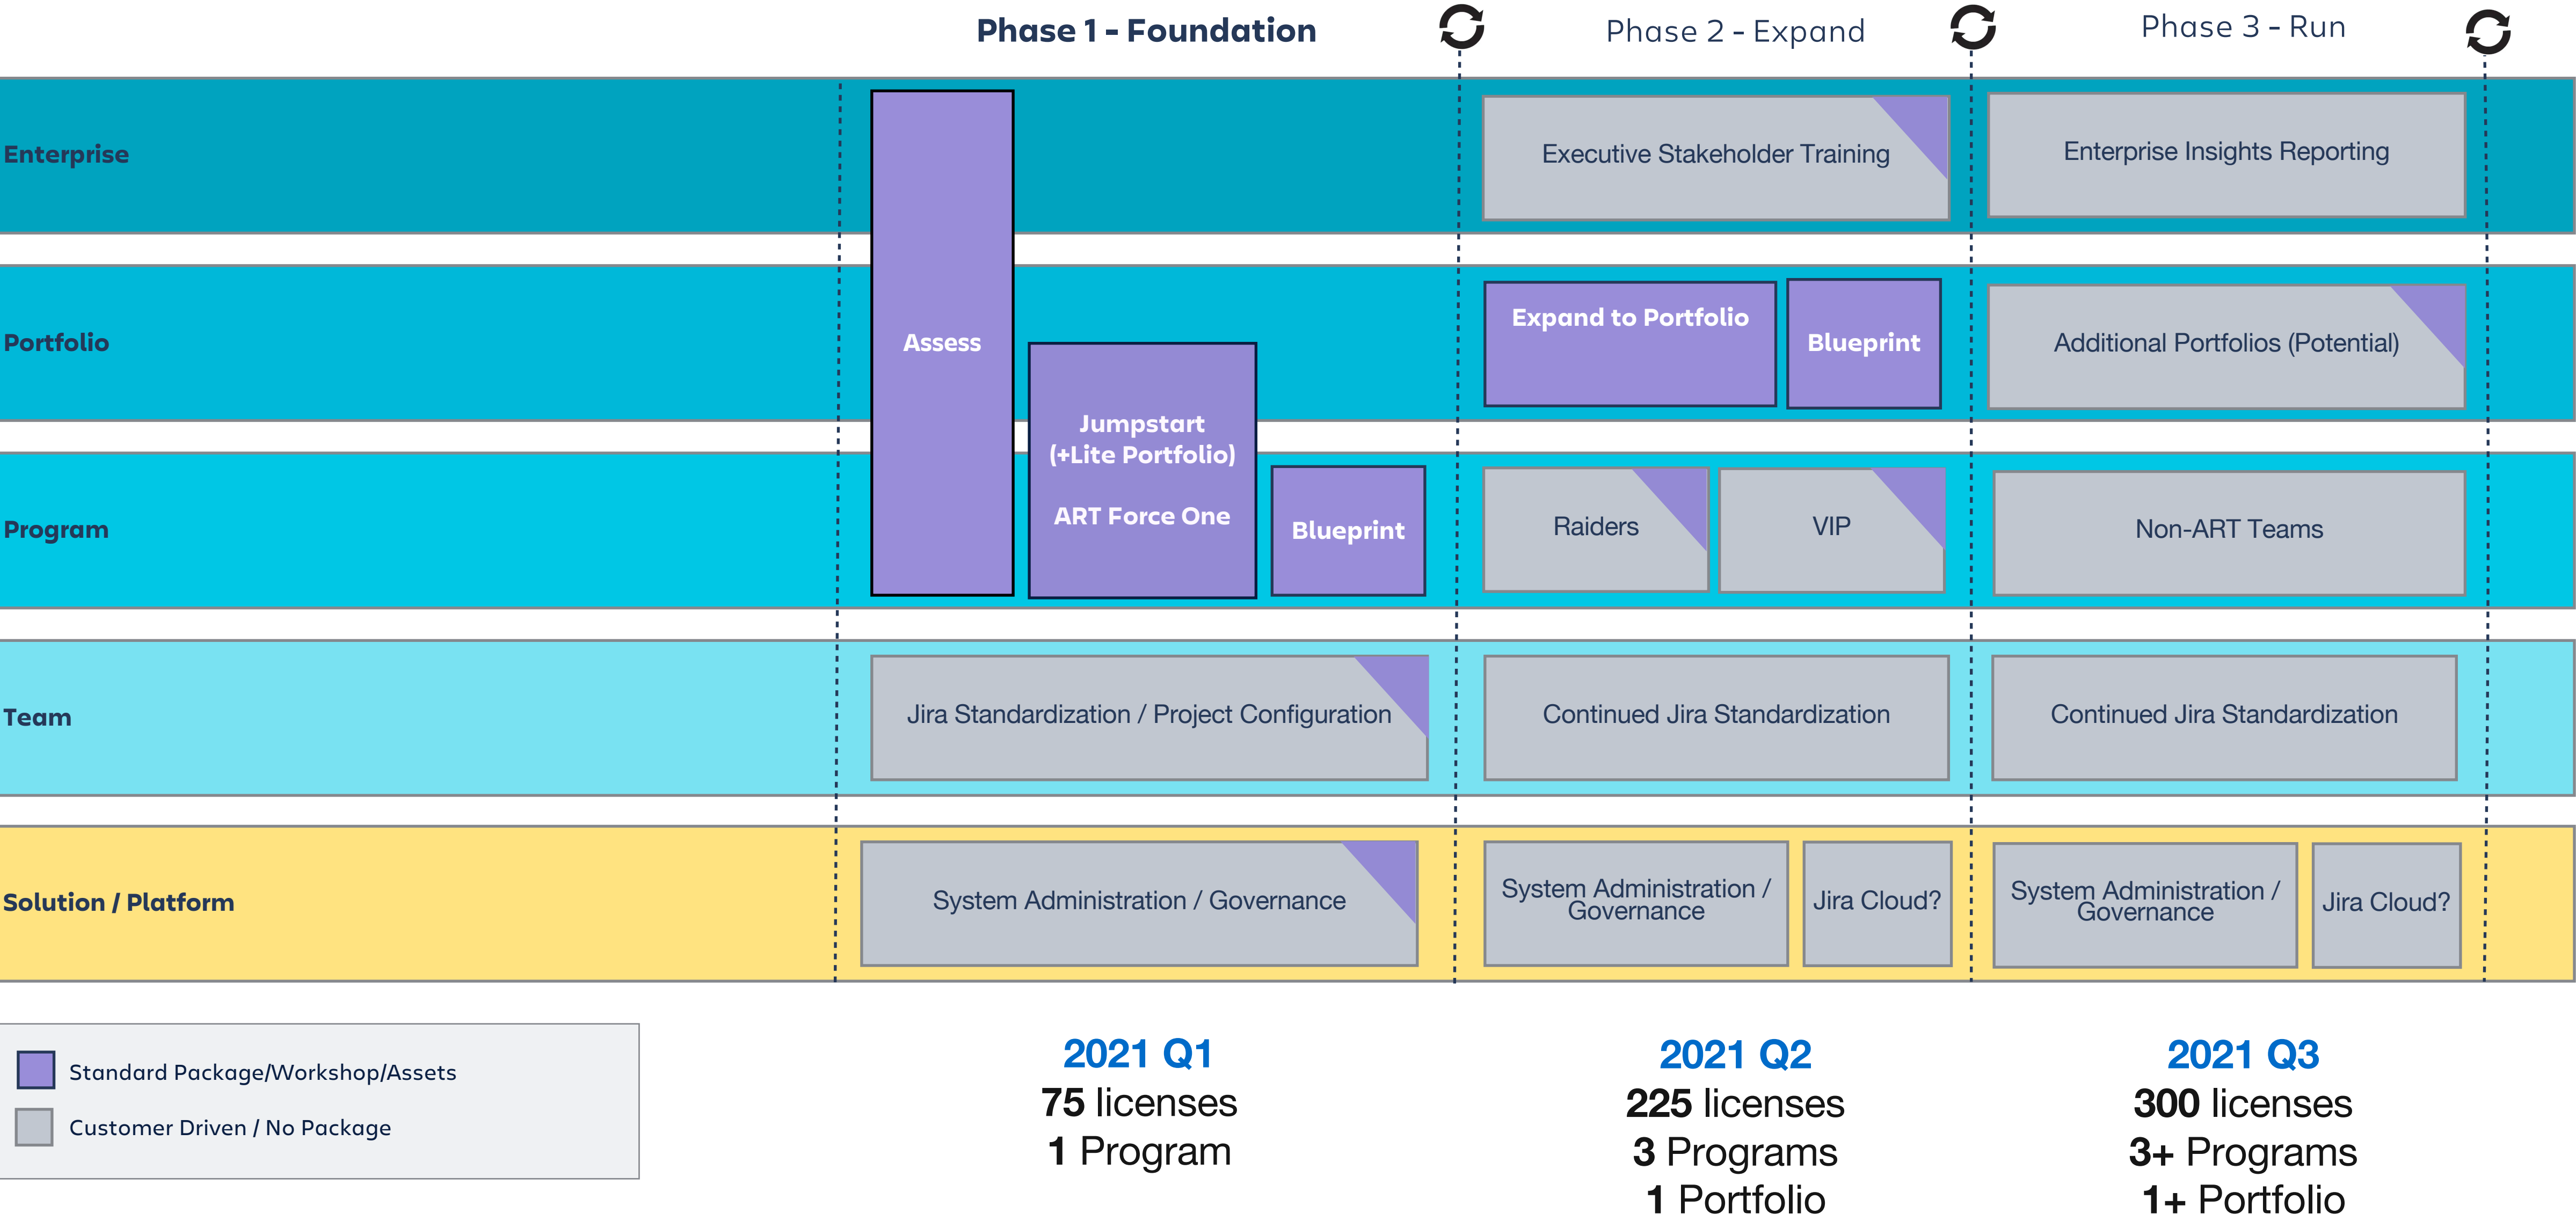 Phase 1 - Foundation
Phase 2 - Expand
Phase 3 - Run
Enterprise
Executive Stakeholder Training
Enterprise Insights Reporting
Portfolio
Assess
Expand to Portfolio
Blueprint
Additional Portfolios (Potential)
Jumpstart
(+Lite Portfolio)
ART Force One
Program
Blueprint
Raiders
VIP
Non-ART Teams
Team
Jira Standardization / Project Configuration
Continued Jira Standardization
Continued Jira Standardization
Solution / Platform
System Administration / Governance
System Administration /
Governance
Jira Cloud?
System Administration /
Governance
Jira Cloud?
Standard Package/Workshop/Assets
Customer Driven / No Package
2021 Q1
75 licenses
1 Program
2021 Q2
225 licenses
3 Programs
1 Portfolio
2021 Q3
300 licenses
3+ Programs
1+ Portfolio